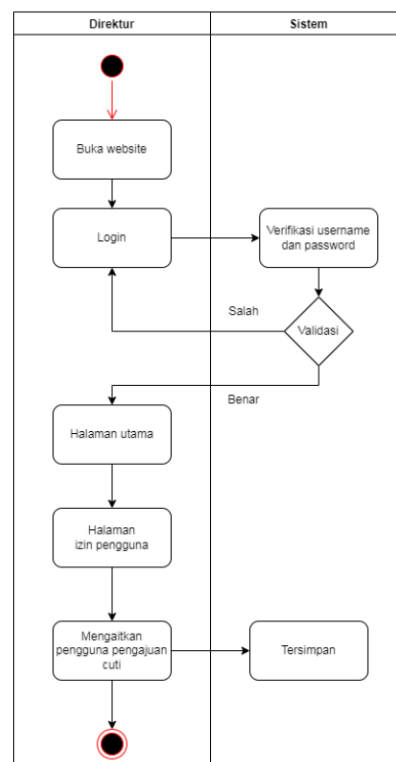 Direktur
Sistem
Buka website
Login
Verifikasi username
dan password
Salah
Validasi
Benar
Halaman utama
Halaman
izin pengguna
Mengaitkan
pengguna pengajuan
cuti
Tersimpan